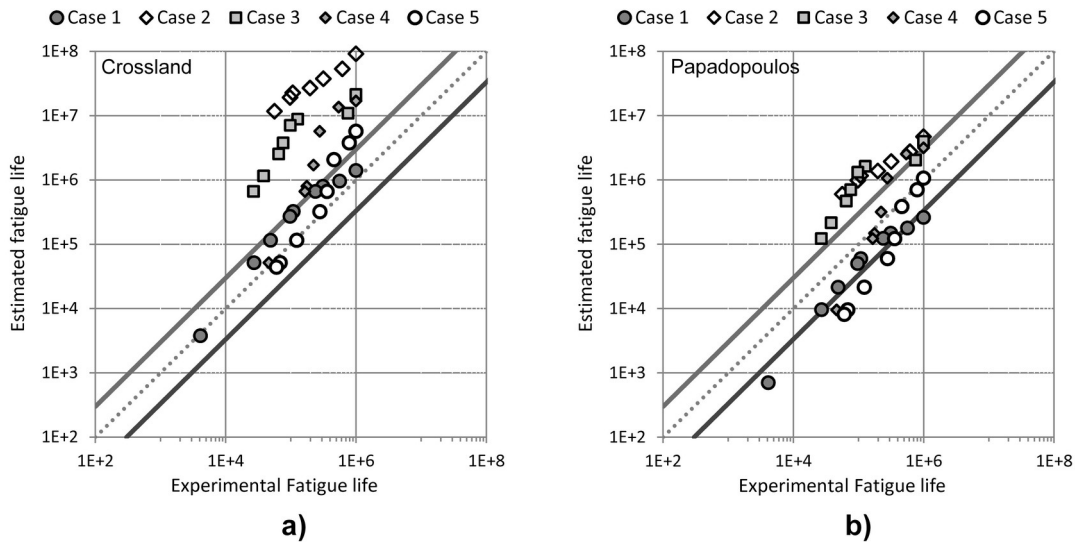 Case 1 Case 2 Case 3 Case 4 Case 5
1E+8
1E+7
1E+6
1E+5
1E+4
1E+3
1E+2
Estimated fatigue life
Crossland
1E+2 1E+4 1E+6 1E+8
Experimental Fatigue life
a)
Case 1 Case 2 Case 3 Case 4 Case 5
1E+8
1E+7
1E+6
1E+5
1E+4
1E+3
1E+2
Estimated fatigue life
Papadopoulos
1E+2 1E+4 1E+6 1E+8
Experimental Fatigue life
b)